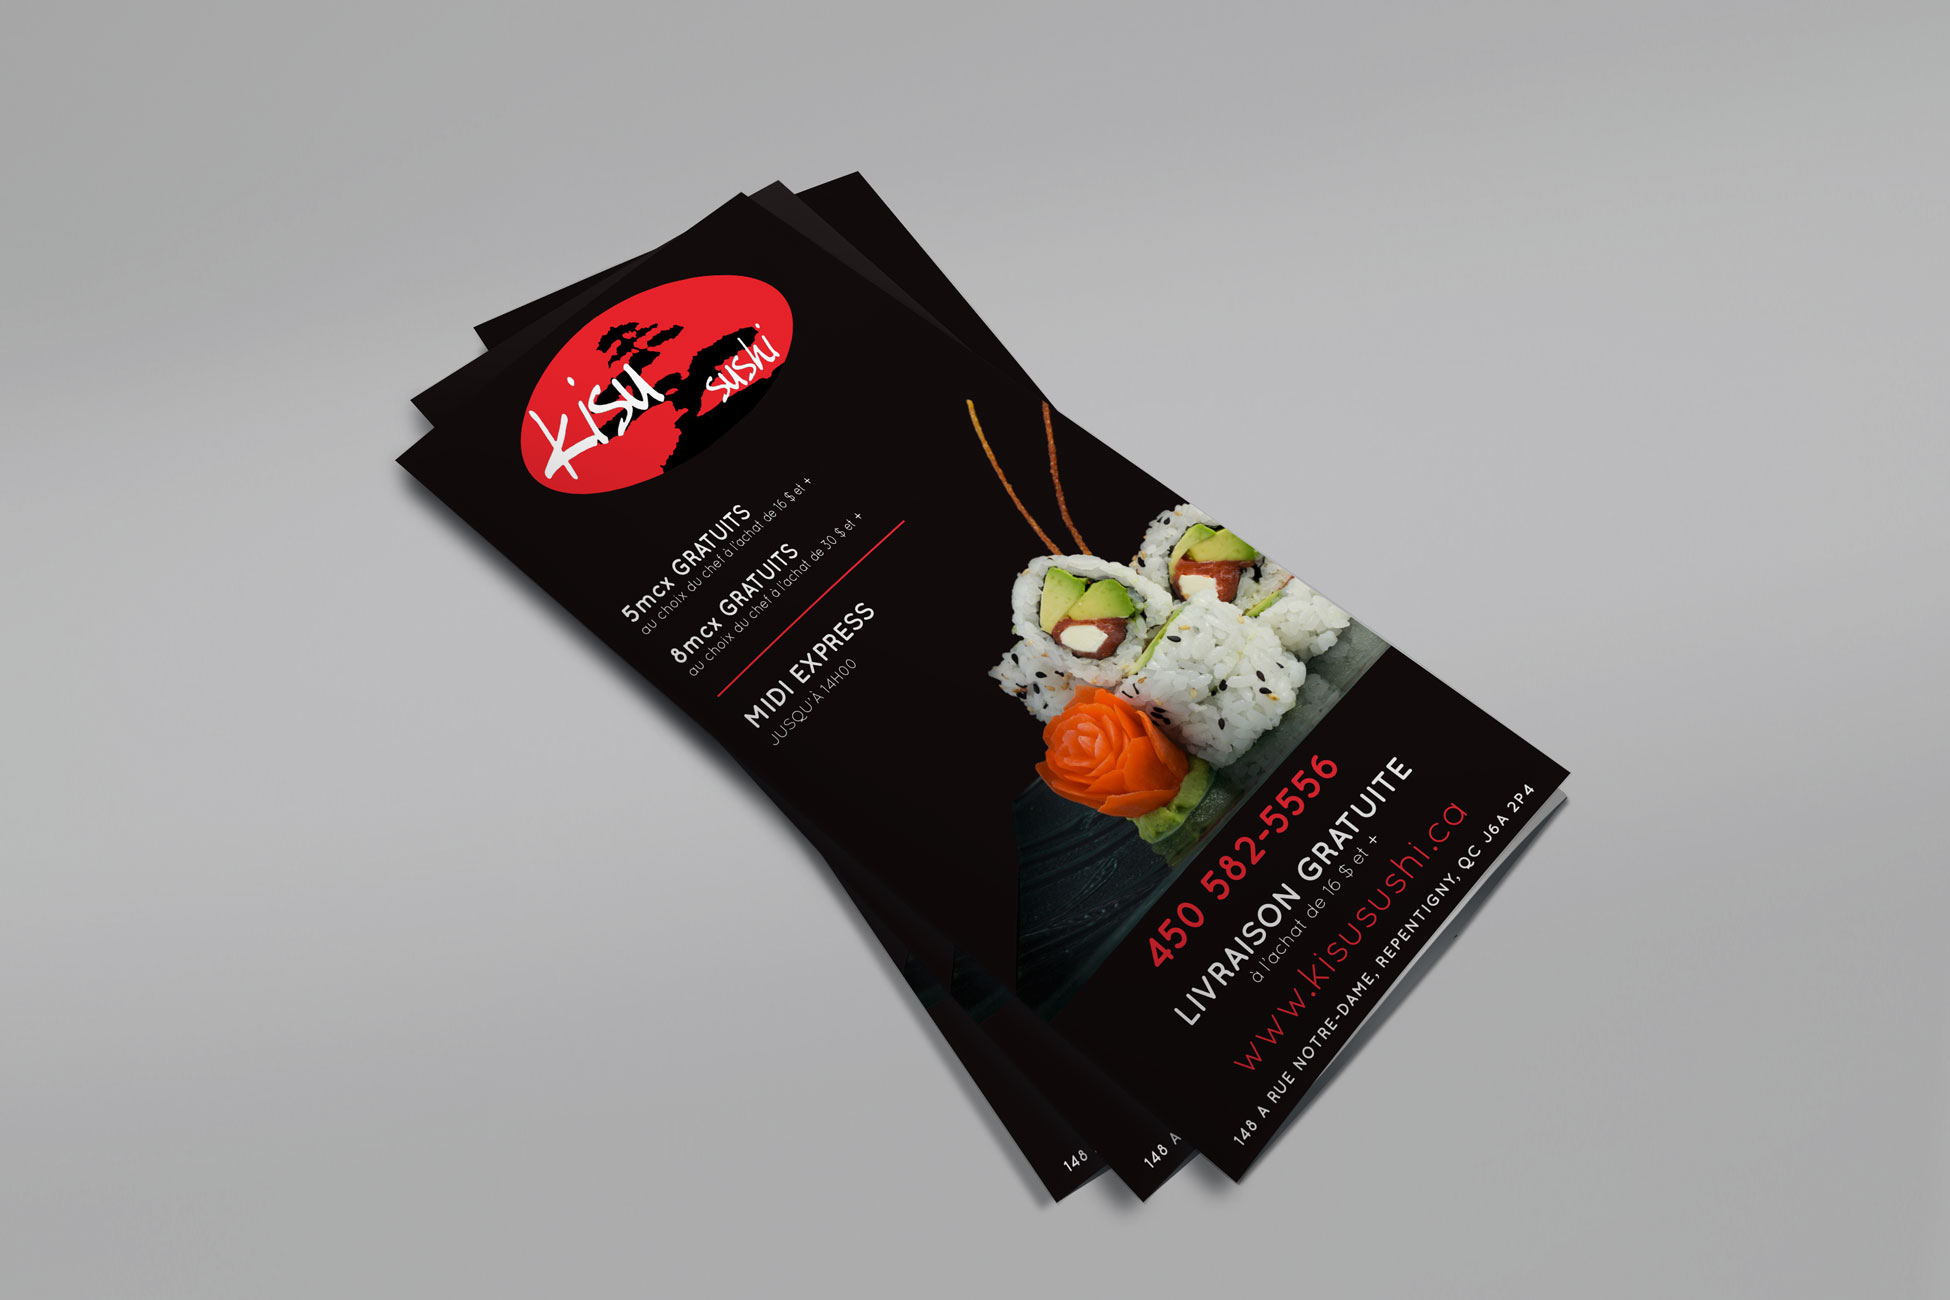 kisu
sushi
5mcx GRATUITS
au choix du chef à l'achat de 16 $ et +
8mcx GRATUITS
au choix du chef à l'achat de 30 $ et +
MIDI EXPRESS
JUSQU'À 14H00
450 582-5556
LIVRAISON GRATUITE
à l'achat de 16 $ et +
www.kisusushi.ca
148 A RUE NOTRE-DAME, REPENTIGNY, QC J6A 2P4
148 A
148